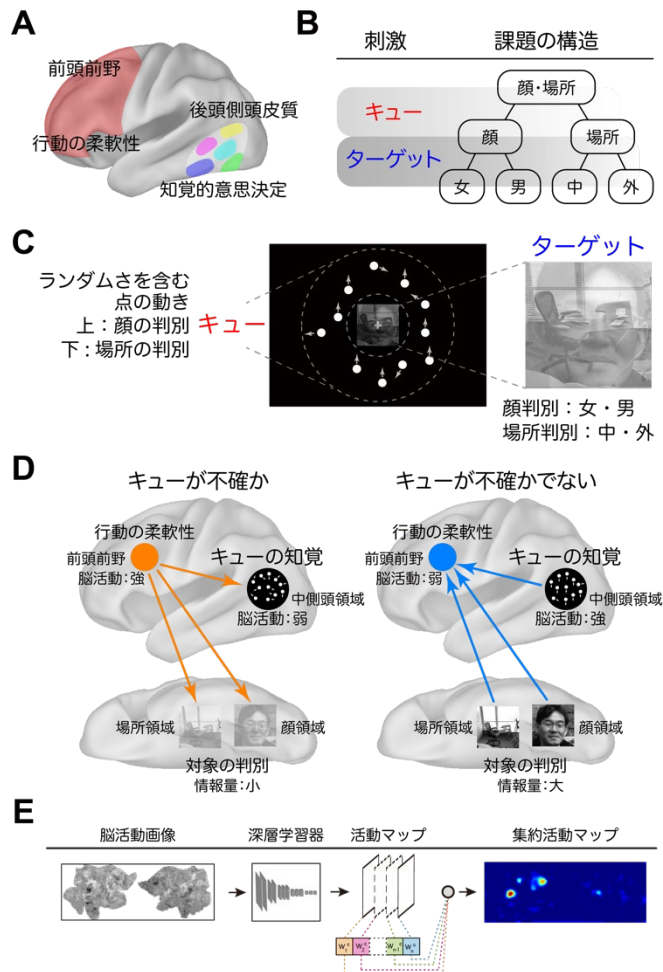 A
前頭前野
後頭側頭皮質
行動の柔軟性
知覚的意思決定
B
刺激 課題の構造
顔・場所
キュー
顔 場所
ターゲット
女 男 中 外
C
ターゲット
ランダムさを含む
点の動き
上：顔の判別
キュー
下：場所の判別
顔判別：女・男
場所判別：中・外
D
キューが不確か
行動の柔軟性
前頭前野
脳活動：強
キューの知覚
中側頭領域
脳活動：弱
場所領域 顔領域
対象の判別
情報量：小
キューが不確かでない
行動の柔軟性
前頭前野
脳活動：弱
キューの知覚
中側頭領域
脳活動：強
場所領域 顔領域
対象の判別
情報量：大
E
脳活動画像 深層学習器 活動マップ 集約活動マップ
w₁ᶜ w₂ᶜ wₙ₋₁ᶜ wₙᶜ